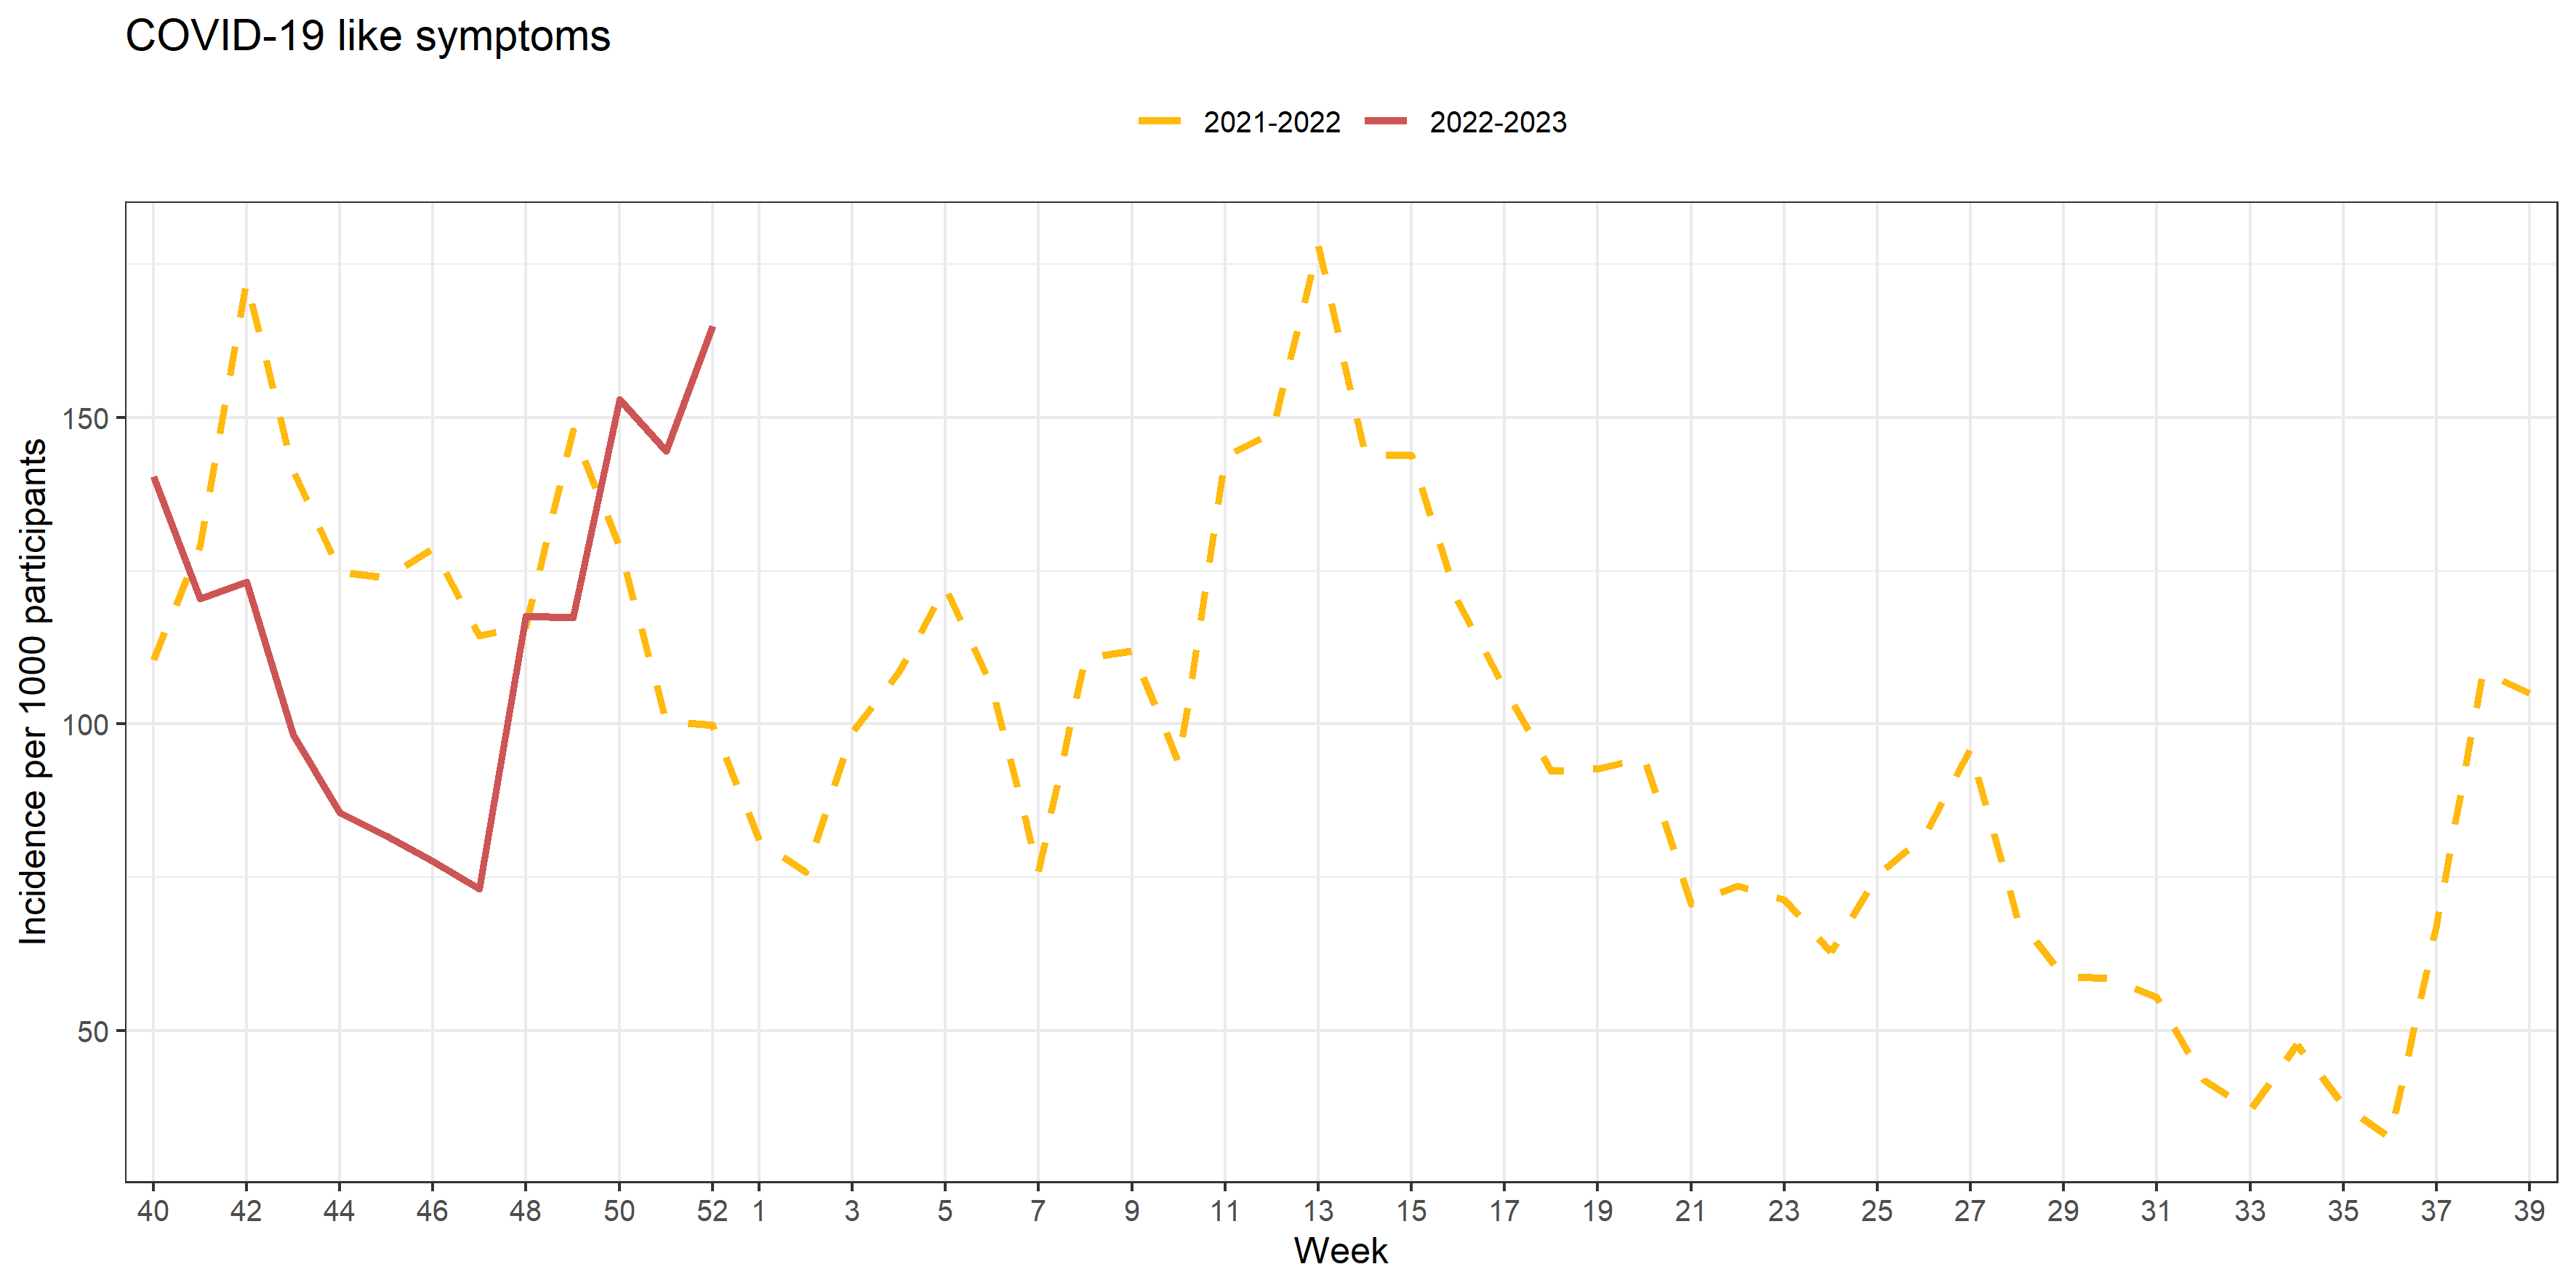 COVID-19 like symptoms
2021-2022 2022-2023
Incidence per 1000 participants
150
100
50
40 42 44 46 48 50 52 1 3 5 7 9 11 13 15 17 19 21 23 25 27 29 31 33 35 37 39
Week